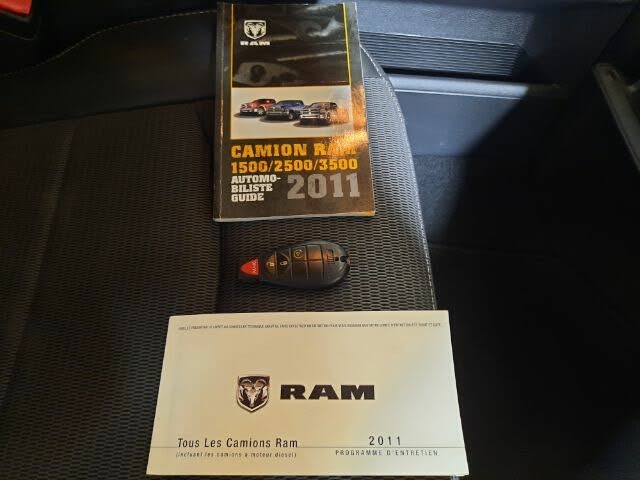 RAM
CAMION RAM
1500/2500/3500
AUTOMO-
BILISTE
GUIDE
2011
RAM
Tous Les Camions Ram
(incluant les camions à moteur diesel)
2011
PROGRAMME D'ENTRETIEN